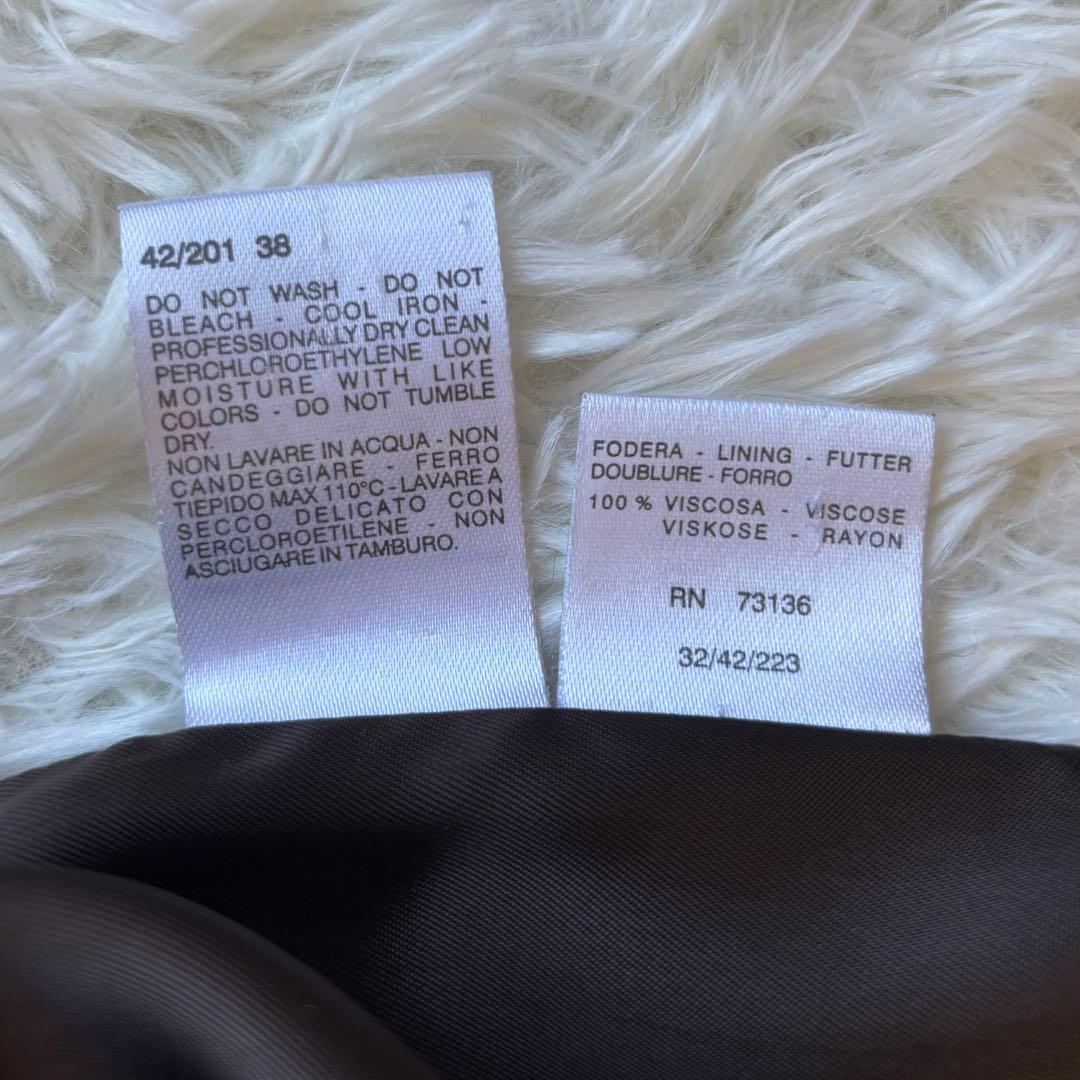 42/201 38
DO NOT WASH - DO NOT
BLEACH - COOL IRON -
PROFESSIONALLY DRY CLEAN
PERCHLOROETHYLENE LOW
MOISTURE WITH LIKE
COLORS - DO NOT TUMBLE
DRY.
NON LAVARE IN ACQUA - NON
CANDEGGIARE - FERRO
TIEPIDO MAX 110°C - LAVARE A
SECCO DELICATO CON
PERCLOROETILENE - NON
ASCIUGARE IN TAMBURO.
FODERA - LINING - FUTTER
DOUBLURE - FORRO
100 % VISCOSA - VISCOSE
VISKOSE - RAYON
RN 73136
32/42/223